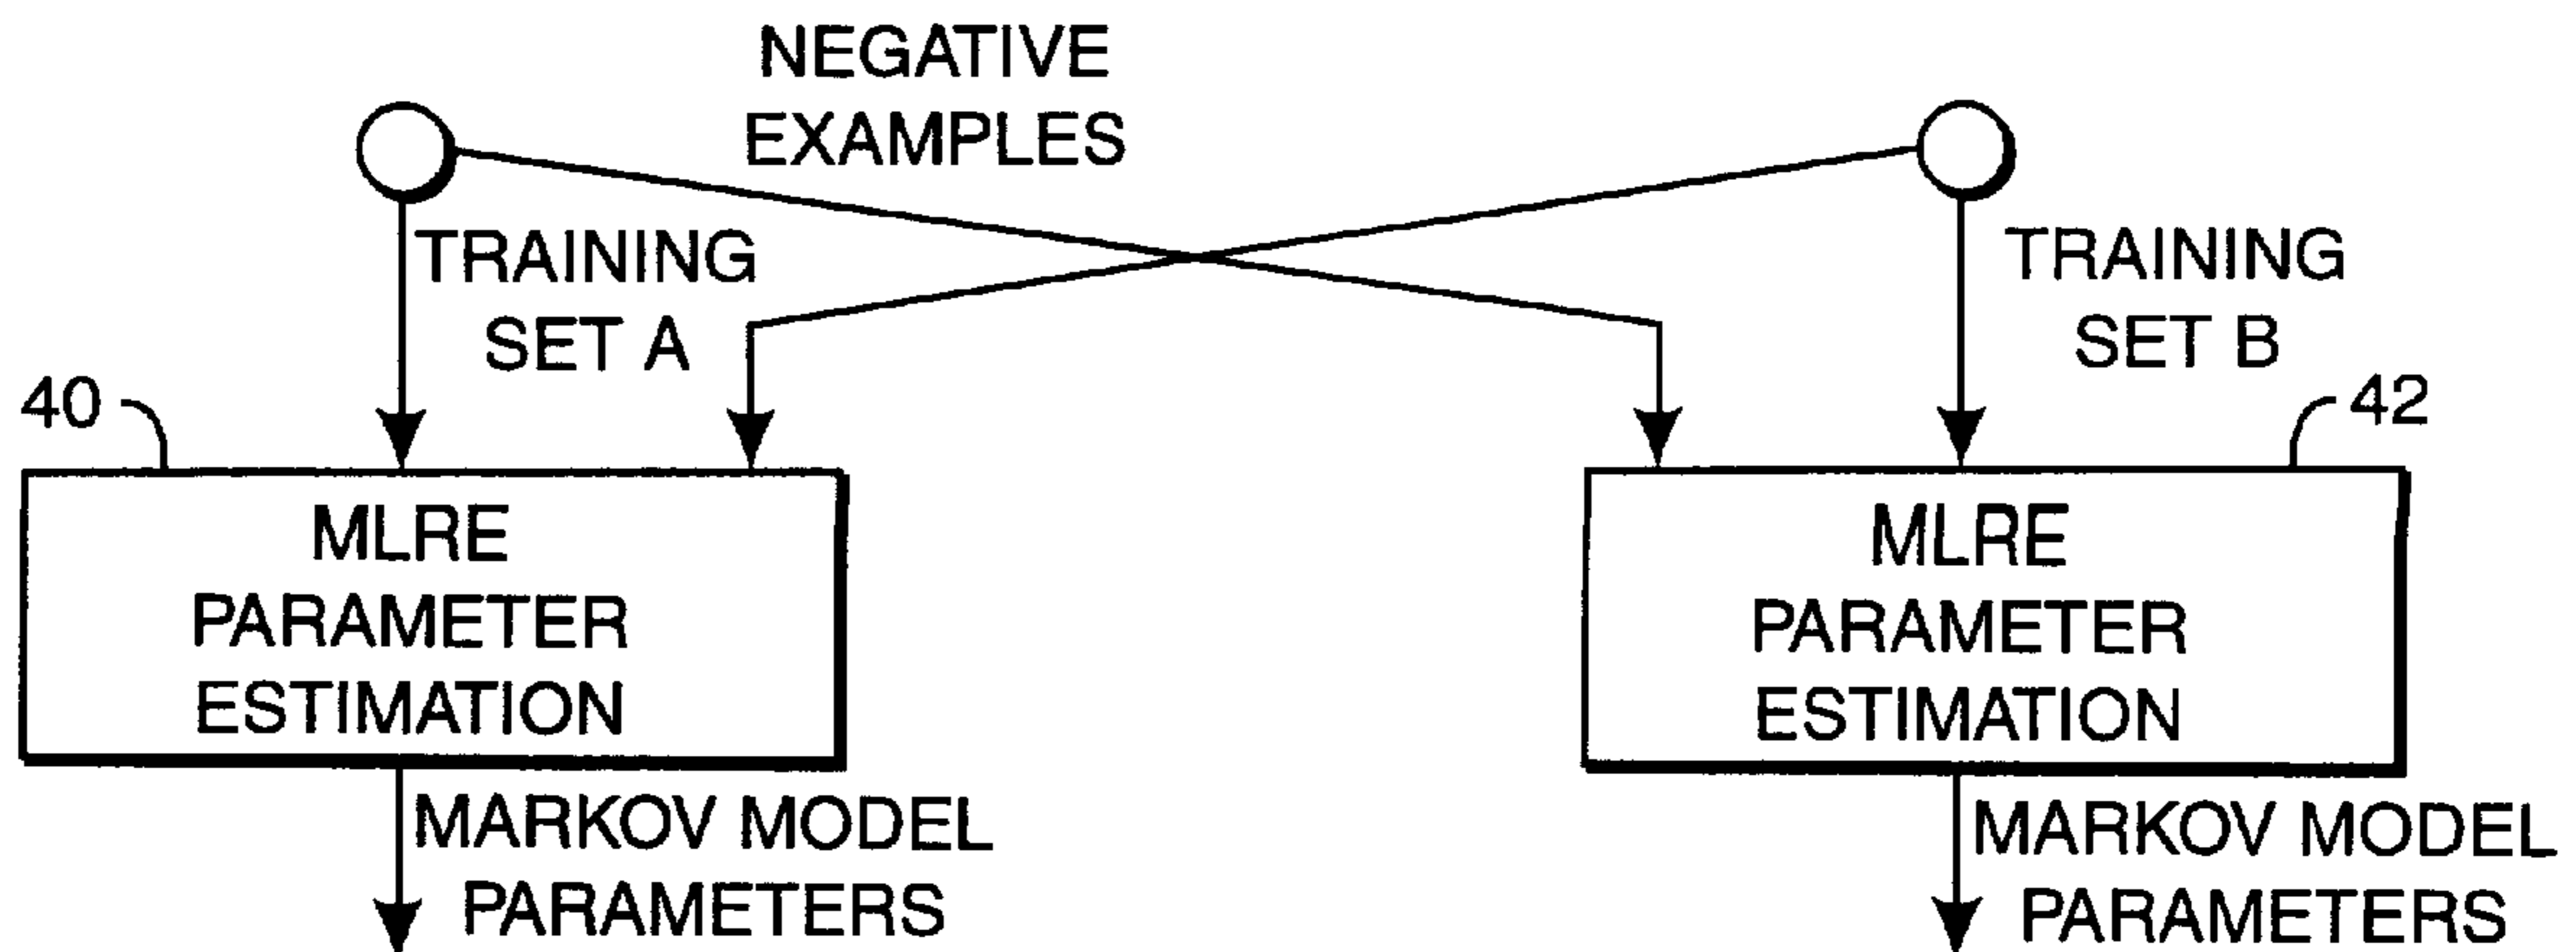 NEGATIVE
EXAMPLES
TRAINING
SET A
TRAINING
SET B
40
42
MLRE
PARAMETER
ESTIMATION
MLRE
PARAMETER
ESTIMATION
MARKOV MODEL
PARAMETERS
MARKOV MODEL
PARAMETERS